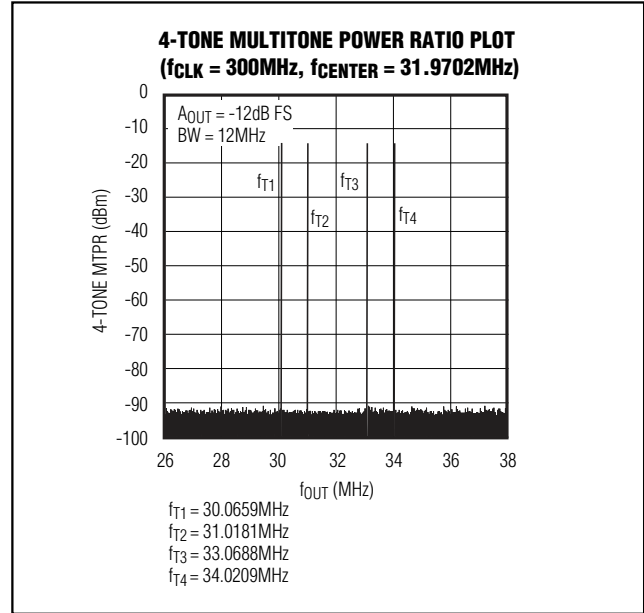 4-TONE MULTITONE POWER RATIO PLOT
(fCLK = 300MHz, fCENTER = 31.9702MHz)
AOUT = -12dB FS
BW = 12MHz
fT1
fT2
fT3
fT4
4-TONE MTPR (dBm)
0
-10
-20
-30
-40
-50
-60
-70
-80
-90
-100
26 28 30 32 34 36 38
fOUT (MHz)
fT1 = 30.0659MHz
fT2 = 31.0181MHz
fT3 = 33.0688MHz
fT4 = 34.0209MHz